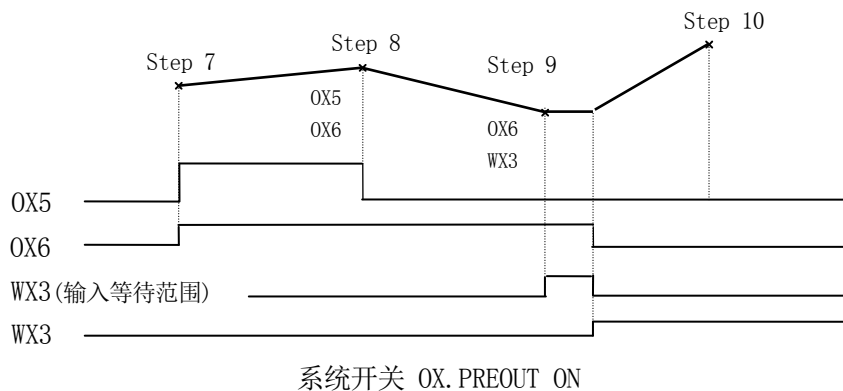 Step 7
Step 8
Step 9
Step 10
OX5
OX6
OX6
WX3
OX5
OX6
WX3(输入等待范围)
WX3
系统开关 OX.PREOUT ON